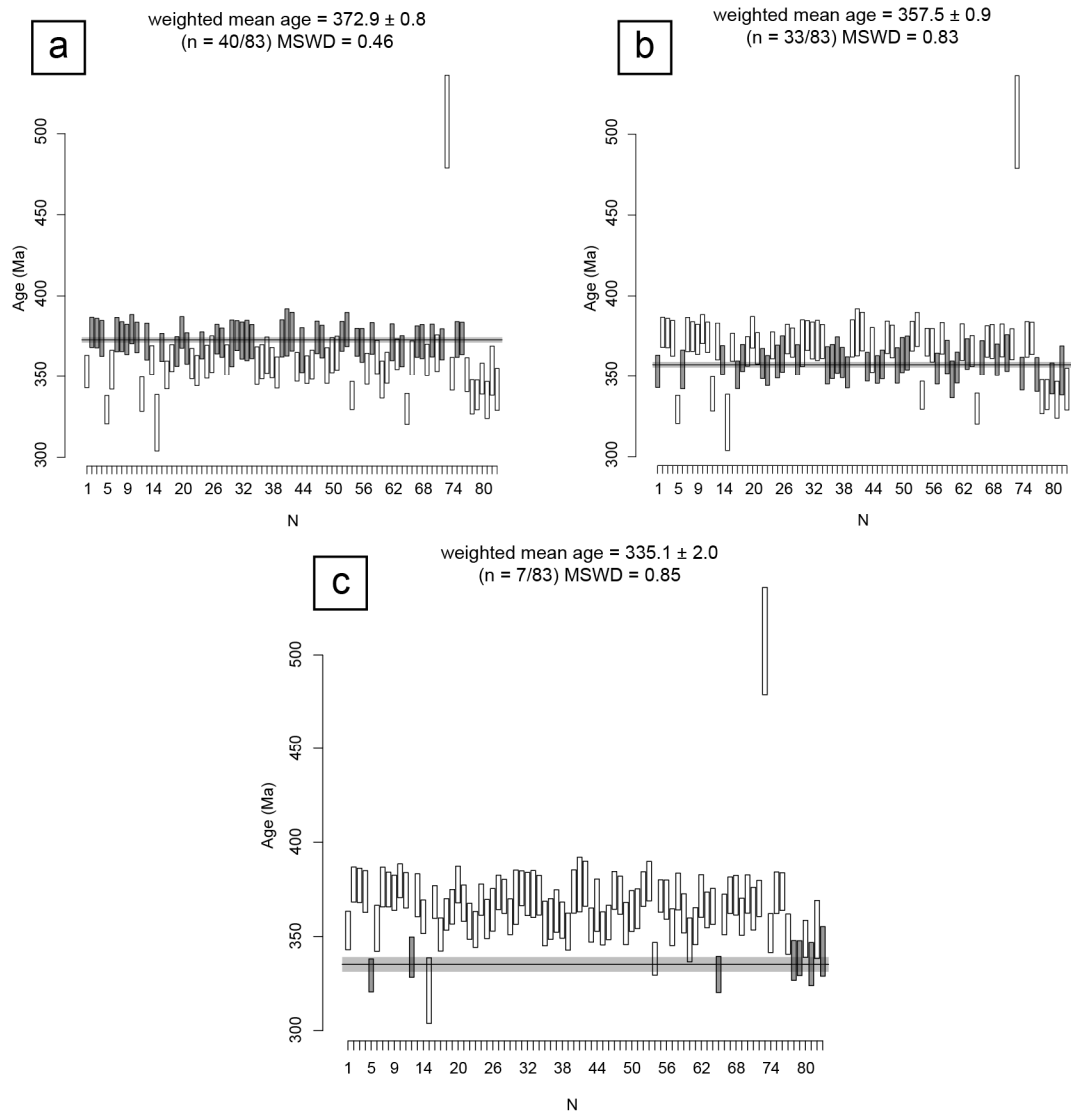 a
weighted mean age = 372.9 ± 0.8
(n = 40/83) MSWD = 0.46
Age (Ma)
500
450
400
350
300
1 5 9 14 20 26 32 38 44 50 56 62 68 74 80
N
b
weighted mean age = 357.5 ± 0.9
(n = 33/83) MSWD = 0.83
Age (Ma)
500
450
400
350
300
1 5 9 14 20 26 32 38 44 50 56 62 68 74 80
N
c
weighted mean age = 335.1 ± 2.0
(n = 7/83) MSWD = 0.85
Age (Ma)
500
450
400
350
300
1 5 9 14 20 26 32 38 44 50 56 62 68 74 80
N